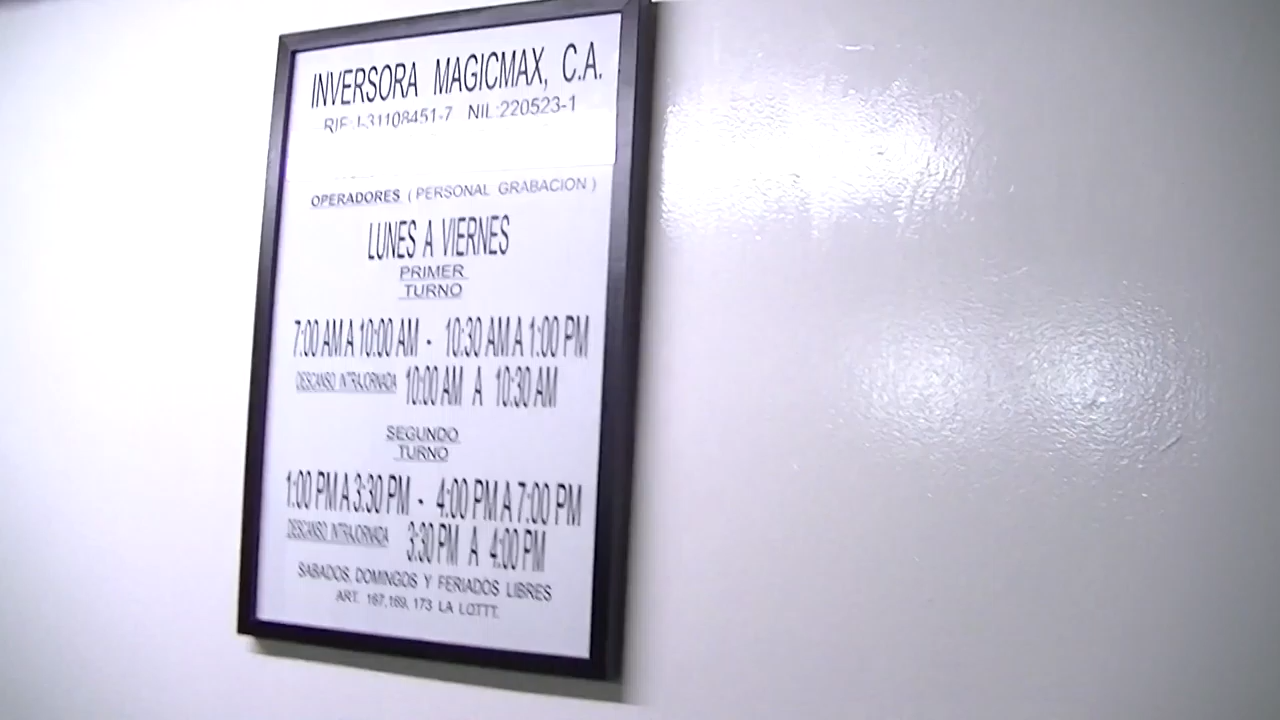 INVERSORA MAGICMAX, C.A.
RIF: J-31108451-7 NIL:220523-1
OPERADORES ( PERSONAL GRABACION )
LUNES A VIERNES
PRIMER
TURNO
7:00 AM A 10:00 AM - 10:30 AM A 1:00 PM
DESCANSO INTRAJORNADA 10:00 AM A 10:30 AM
SEGUNDO
TURNO
1:00 PM A 3:30 PM - 4:00 PM A 7:00 PM
DESCANSO INTRAJORNADA 3:30 PM A 4:00 PM
SABADOS, DOMINGOS Y FERIADOS LIBRES
ART. 167,169, 173 LA LOTTT.